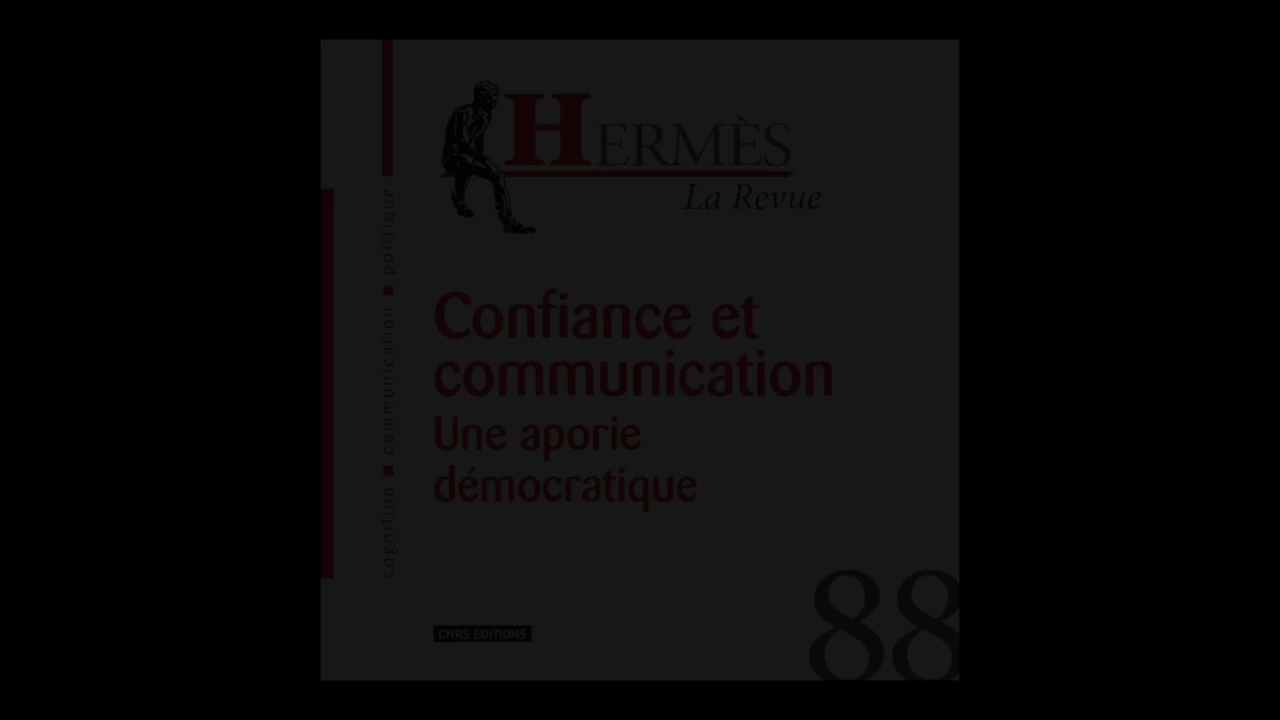 HERMÈS
La Revue
cognition ■ communication ■ politique
Confiance et
communication
Une aporie
démocratique
88
CNRS EDITIONS